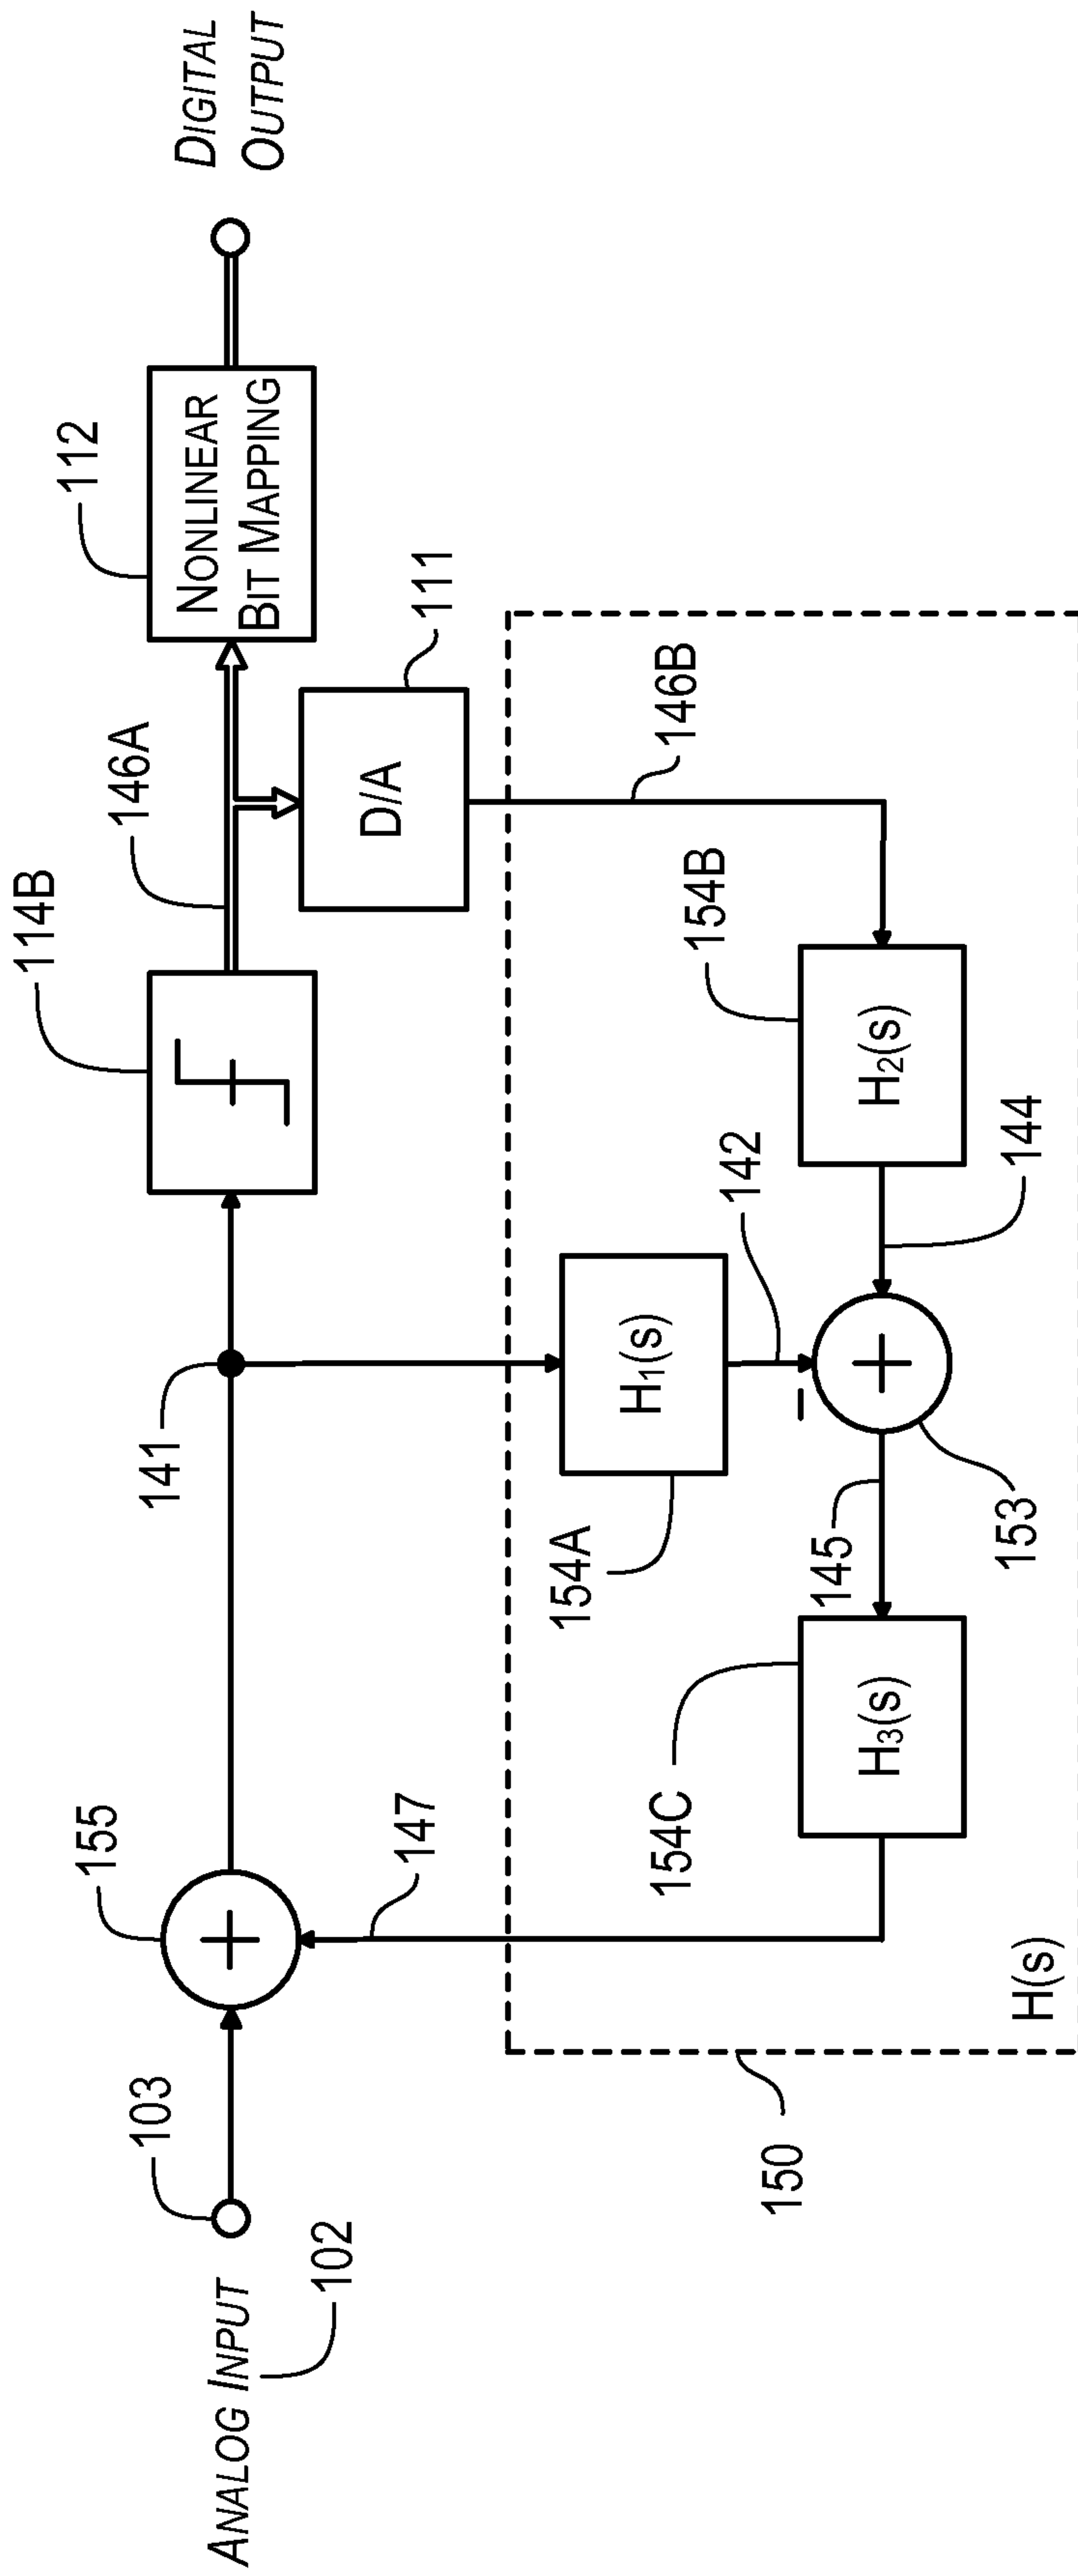 ANALOG INPUT
102
103
155
141
114B
146A
112
NONLINEAR
BIT MAPPING
DIGITAL
OUTPUT
D/A
111
147
154A
H1(s)
142
146B
154B
H2(s)
144
153
145
154C
H3(s)
H(s)
150